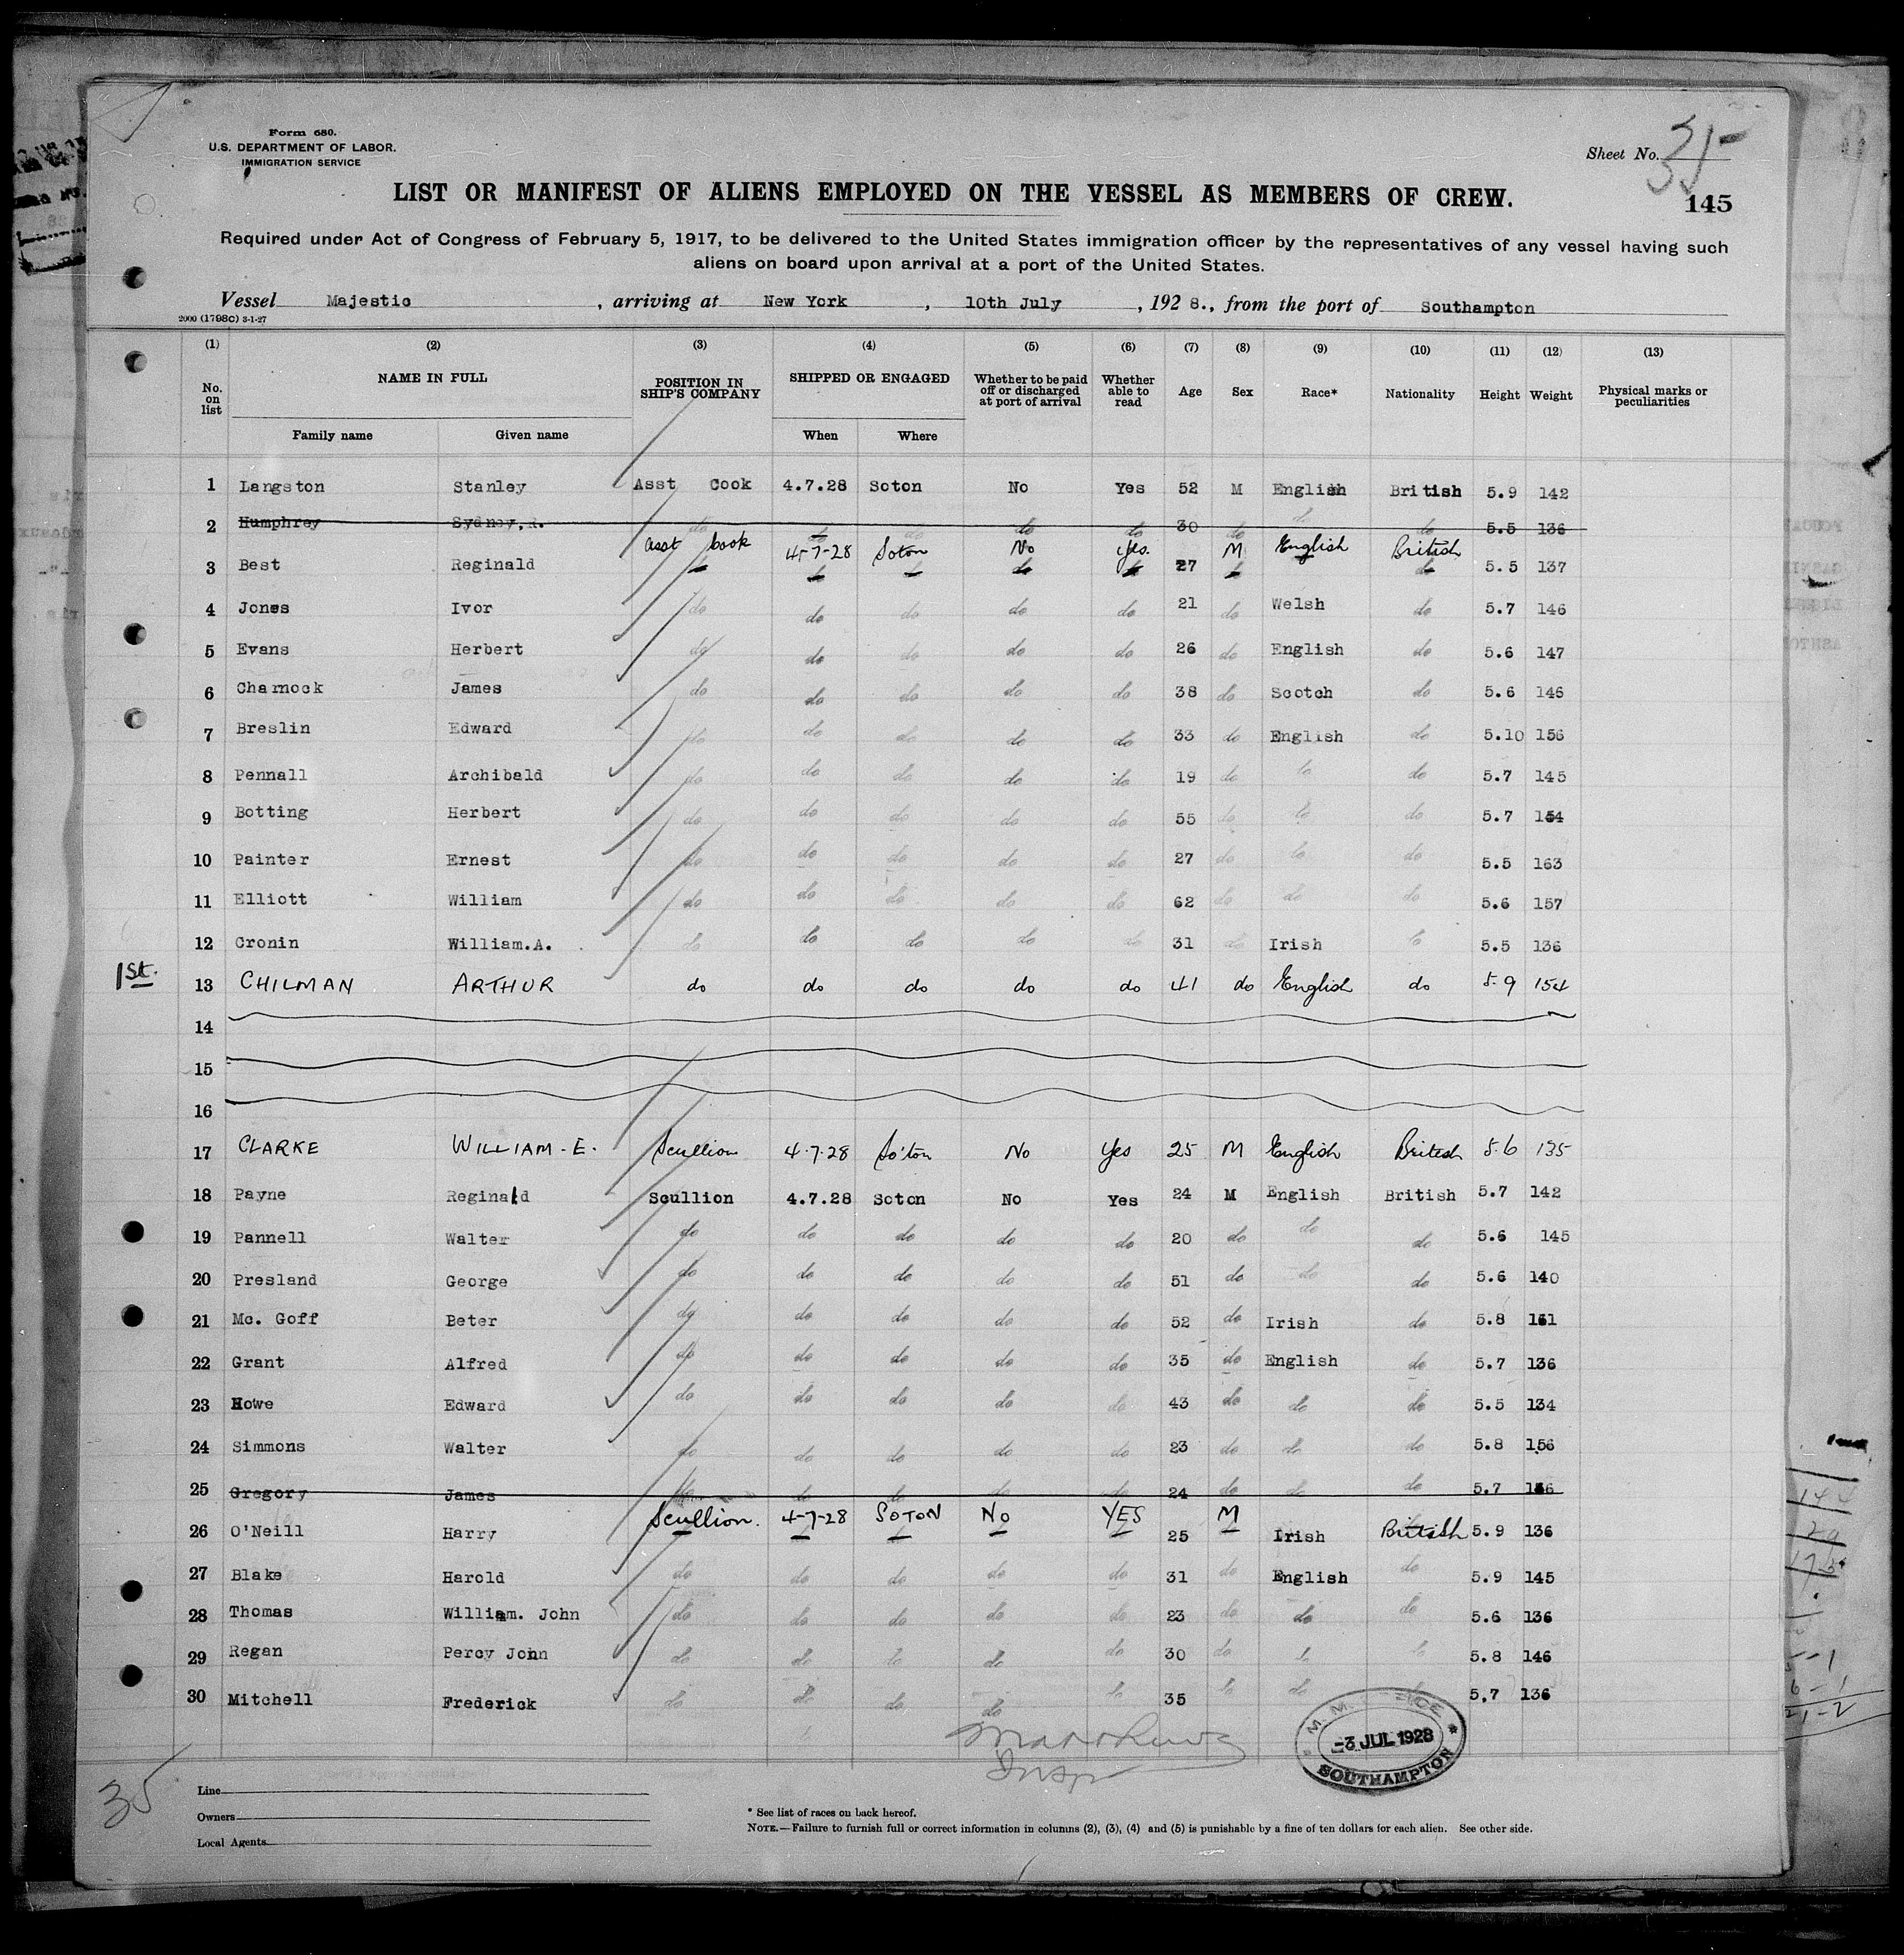 Form 680.
U.S. DEPARTMENT OF LABOR.
IMMIGRATION SERVICE
Sheet No. 35
145
LIST OR MANIFEST OF ALIENS EMPLOYED ON THE VESSEL AS MEMBERS OF CREW.
Required under Act of Congress of February 5, 1917, to be delivered to the United States immigration officer by the representatives of any vessel having such
aliens on board upon arrival at a port of the United States.
Vessel Majestic, arriving at New York, 10th July, 1928., from the port of Southampton
2000 (1798C) 3-1-27
(1) (2) (3) (4) (5) (6) (7) (8) (9) (10) (11) (12) (13)
No. on list NAME IN FULL POSITION IN SHIP'S COMPANY SHIPPED OR ENGAGED Whether to be paid off or discharged at port of arrival Whether able to read Age Sex Race* Nationality Height Weight Physical marks or peculiarities
Family name Given name When Where
1 Langston Stanley Asst Cook 4.7.28 Soton No Yes 52 M English British 5.9 142
2 Humphrey Sydney.R. do do do do do 30 do do do 5.5 136
Asst Cook 4-7-28 Soton No Yes. M English British
3 Best Reginald 27 5.5 137
4 Jones Ivor do do do do do 21 do Welsh do 5.7 146
5 Evans Herbert do do do do do 26 do English do 5.6 147
6 Charnock James do do do do do 38 do Scotch do 5.6 146
7 Breslin Edward do do do do do 33 do English do 5.10 156
8 Pennall Archibald do do do do do 19 do do do 5.7 145
9 Botting Herbert do do do do do 55 do do do 5.7 154
10 Painter Ernest do do do do do 27 do do do 5.5 163
11 Elliott William do do do do do 62 do do do 5.6 157
12 Cronin William.A. do do do do do 31 do Irish do 5.5 136
1st. 13 CHILMAN ARTHUR do do do do do 41 do English do 5.9 154
14
15
16
17 CLARKE WILLIAM-E. Scullion 4.7.28 So'ton No Yes 25 M English British 5.6 135
18 Payne Reginald Scullion 4.7.28 Soton No Yes 24 M English British 5.7 142
19 Pannell Walter do do do do do 20 do do do 5.6 145
20 Presland George do do do do do 51 do do do 5.6 140
21 Mc. Goff Beter do do do do do 52 do Irish do 5.8 161
22 Grant Alfred do do do do do 35 do English do 5.7 136
23 Howe Edward do do do do do 43 do do do 5.5 134
24 Simmons Walter do do do do do 23 do do do 5.8 156
25 Gregory James do do do do do 24 do do do 5.7
Scullion. 4-7-28 SOTON No YES M British
26 O'Neill Harry 25 Irish 5.9 136
27 Blake Harold do do do do do 31 do English do 5.9 145
28 Thomas William. John do do do do do 23 do do do 5.6 136
29 Regan Percy John do do do do do 30 do do do 5.8 146
30 Mitchell Frederick do do do do do 35 do do do 5.7 136
Insp
-3 JUL 1928
SOUTHAMPTON
35
Line
Owners
Local Agents
* See list of races on back hereof.
NOTE.—Failure to furnish full or correct information in columns (2), (3), (4) and (5) is punishable by a fine of ten dollars for each alien. See other side.